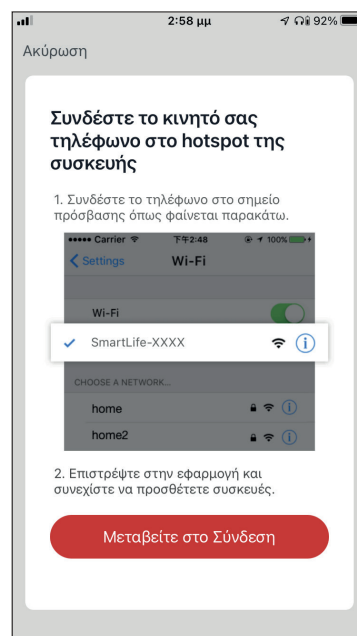 2:58 μμ
92%
Ακύρωση
Συνδέστε το κινητό σας
τηλέφωνο στο hotspot της
συσκευής
1. Συνδέστε το τηλέφωνο στο σημείο
πρόσβασης όπως φαίνεται παρακάτω.
Carrier 下午2:48 100%
Settings Wi-Fi
Wi-Fi
SmartLife-XXXX
CHOOSE A NETWORK...
home
home2
2. Επιστρέψτε στην εφαρμογή και
συνεχίστε να προσθέτετε συσκευές.
Μεταβείτε στο Σύνδεση